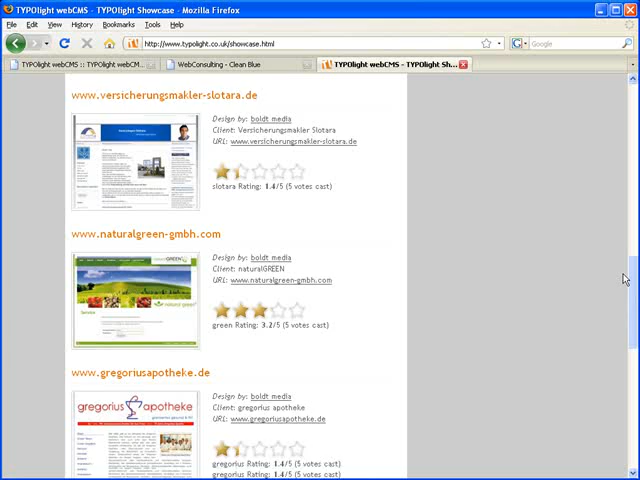 TYPOlight webCMS - TYPOlight Showcase - Mozilla Firefox
File Edit View History Bookmarks Tools Help
http://www.typolight.co.uk/showcase.html
Google
TYPOlight webCMS :: TYPOlight webC...
WebConsulting - Clean Blue
TYPOlight webCMS - TYPOlight Sh...
www.versicherungsmakler-slotara.de
Design by: boldt media
Client: Versicherungsmakler Slotara
URL: www.versicherungsmakler-slotara.de
slotara Rating: 1.4/5 (5 votes cast)
www.naturalgreen-gmbh.com
Design by: boldt media
Client: naturalGREEN
URL: www.naturalgreen-gmbh.com
natural green
Service
green Rating: 3.2/5 (5 votes cast)
www.gregoriusapotheke.de
gregorius apotheke
Design by: boldt media
Client: gregorius apotheke
URL: www.gregoriusapotheke.de
gregorius Rating: 1.4/5 (5 votes cast)
gregorius Rating: 1.4/5 (5 votes cast)